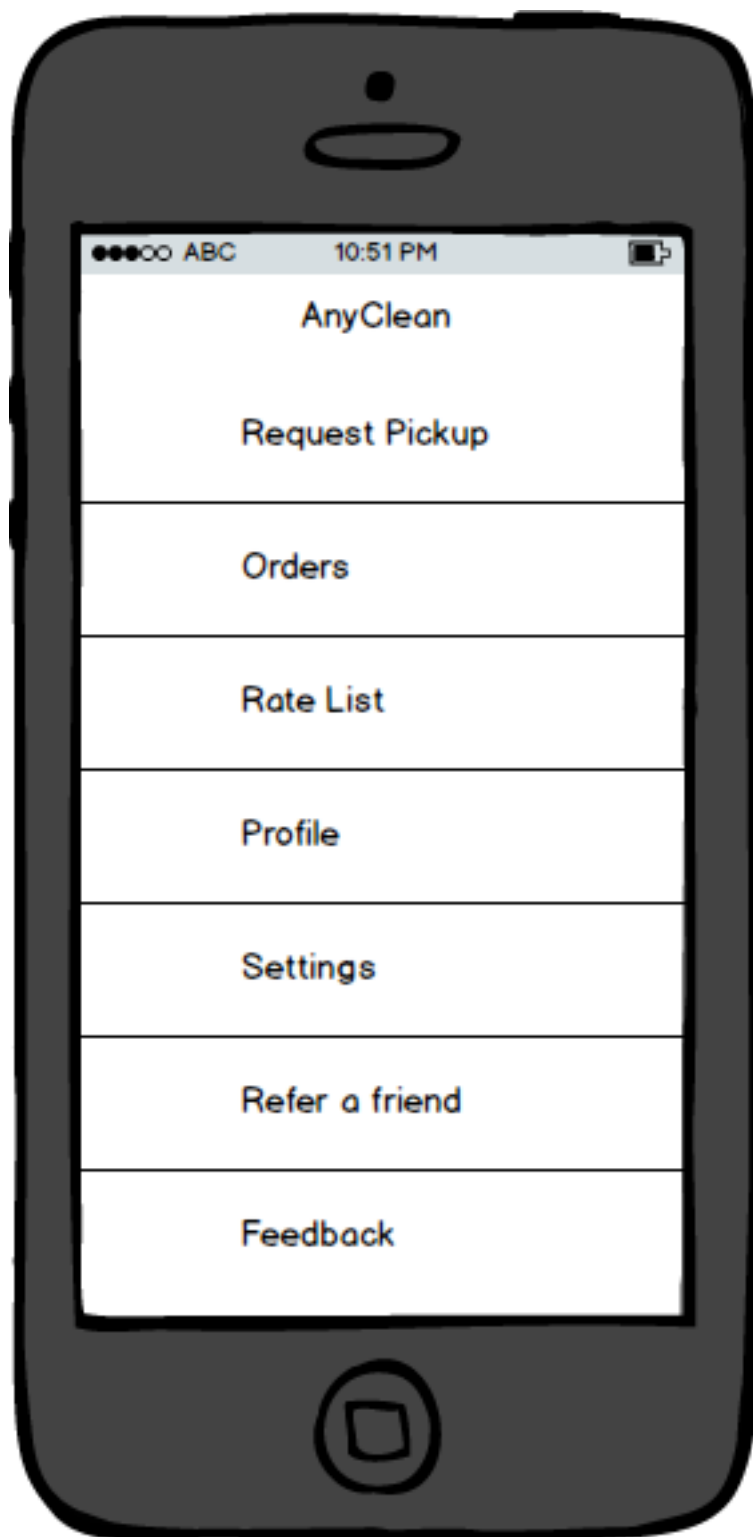 ABC 10:51 PM
AnyClean
Request Pickup
Orders
Rate List
Profile
Settings
Refer a friend
Feedback